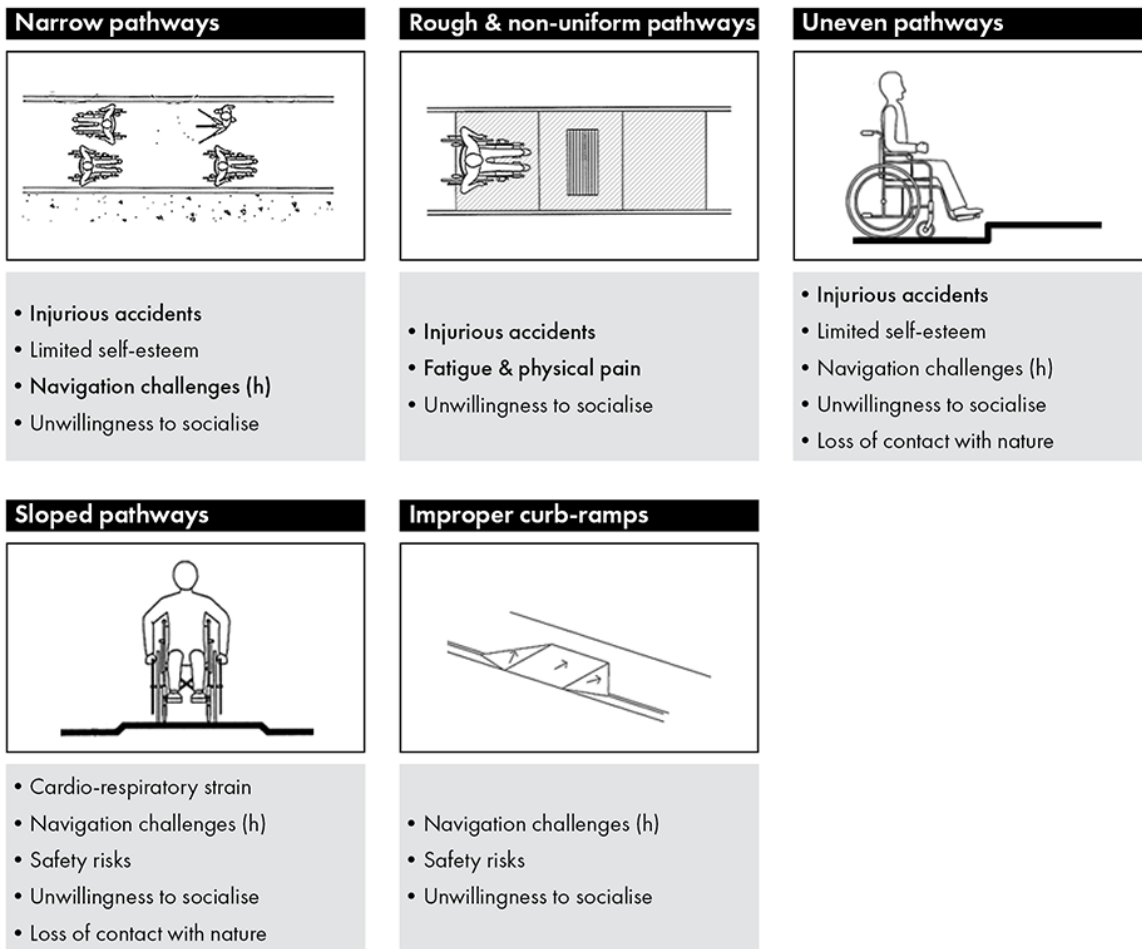 Narrow pathways
• Injurious accidents
• Limited self-esteem
• Navigation challenges (h)
• Unwillingness to socialise
Rough & non-uniform pathways
• Injurious accidents
• Fatigue & physical pain
• Unwillingness to socialise
Uneven pathways
• Injurious accidents
• Limited self-esteem
• Navigation challenges (h)
• Unwillingness to socialise
• Loss of contact with nature
Sloped pathways
• Cardio-respiratory strain
• Navigation challenges (h)
• Safety risks
• Unwillingness to socialise
• Loss of contact with nature
Improper curb-ramps
• Navigation challenges (h)
• Safety risks
• Unwillingness to socialise